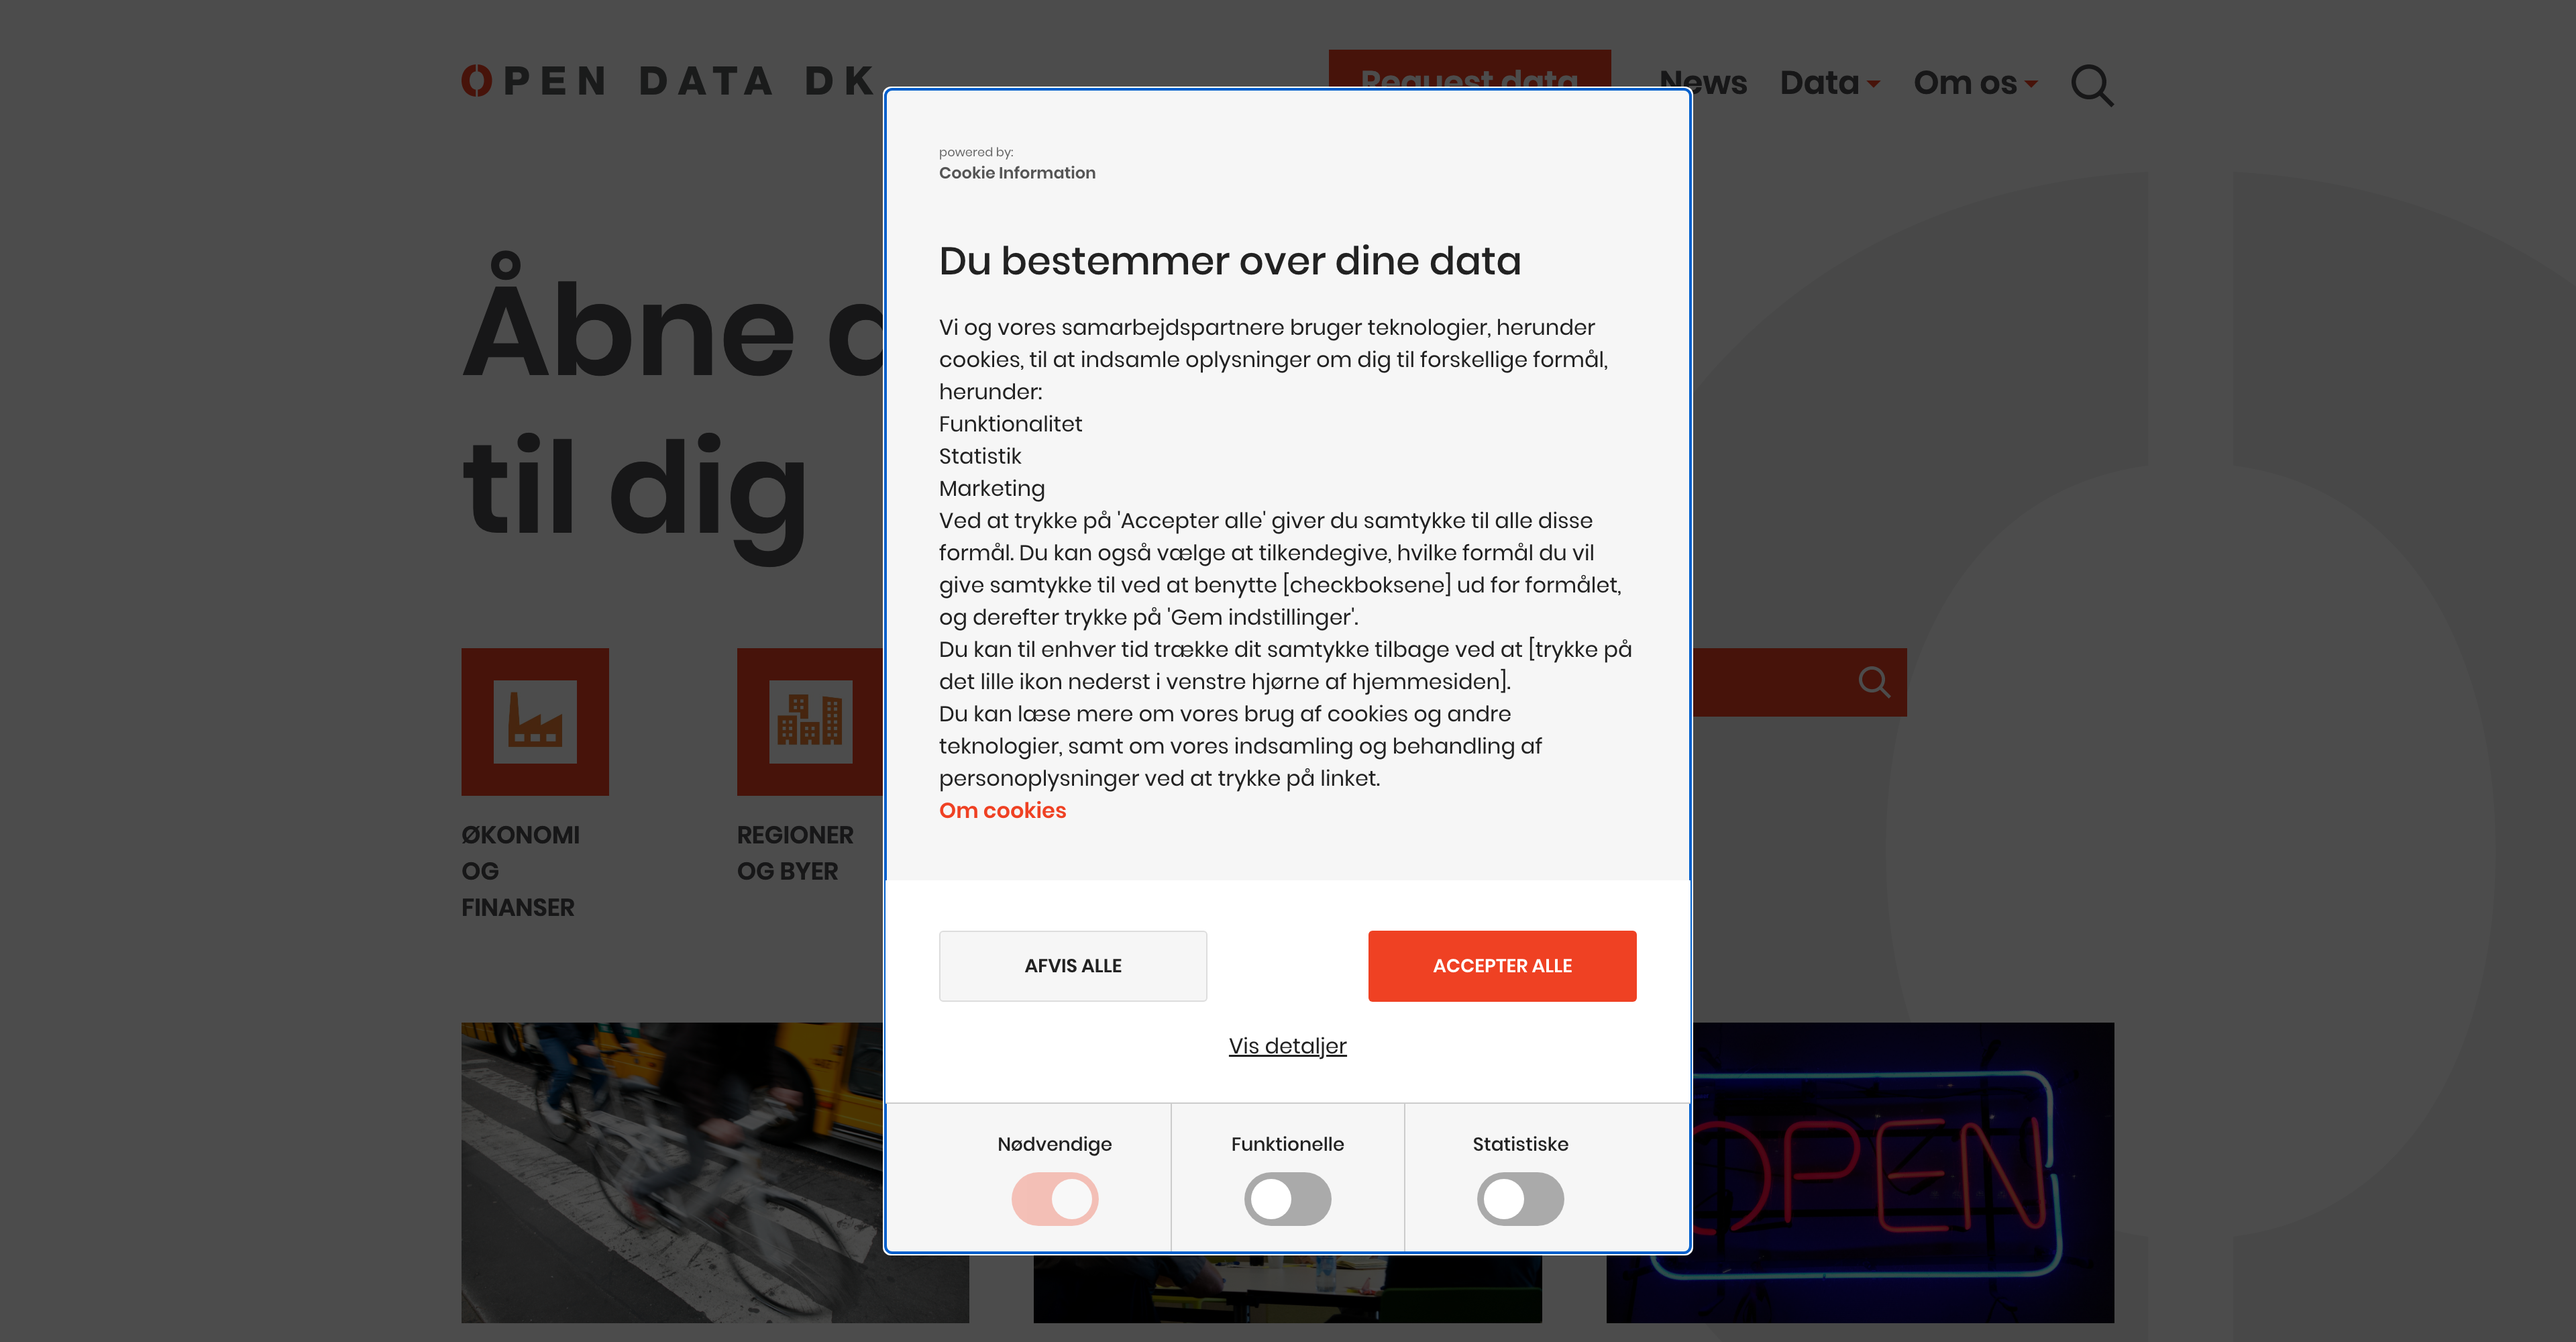 OPEN DATA DK
Request data
News
Data
Om os
Åbne d
til dig
powered by:
Cookie Information
Du bestemmer over dine data
Vi og vores samarbejdspartnere bruger teknologier, herunder
cookies, til at indsamle oplysninger om dig til forskellige formål,
herunder:
Funktionalitet
Statistik
Marketing
Ved at trykke på 'Accepter alle' giver du samtykke til alle disse
formål. Du kan også vælge at tilkendegive, hvilke formål du vil
give samtykke til ved at benytte [checkboksene] ud for formålet,
og derefter trykke på 'Gem indstillinger'.
Du kan til enhver tid trække dit samtykke tilbage ved at [trykke på
det lille ikon nederst i venstre hjørne af hjemmesiden].
Du kan læse mere om vores brug af cookies og andre
teknologier, samt om vores indsamling og behandling af
personoplysninger ved at trykke på linket.
Om cookies
AFVIS ALLE
ACCEPTER ALLE
Vis detaljer
Nødvendige
Funktionelle
Statistiske
ØKONOMI
OG
FINANSER
REGIONER
OG BYER
OPEN